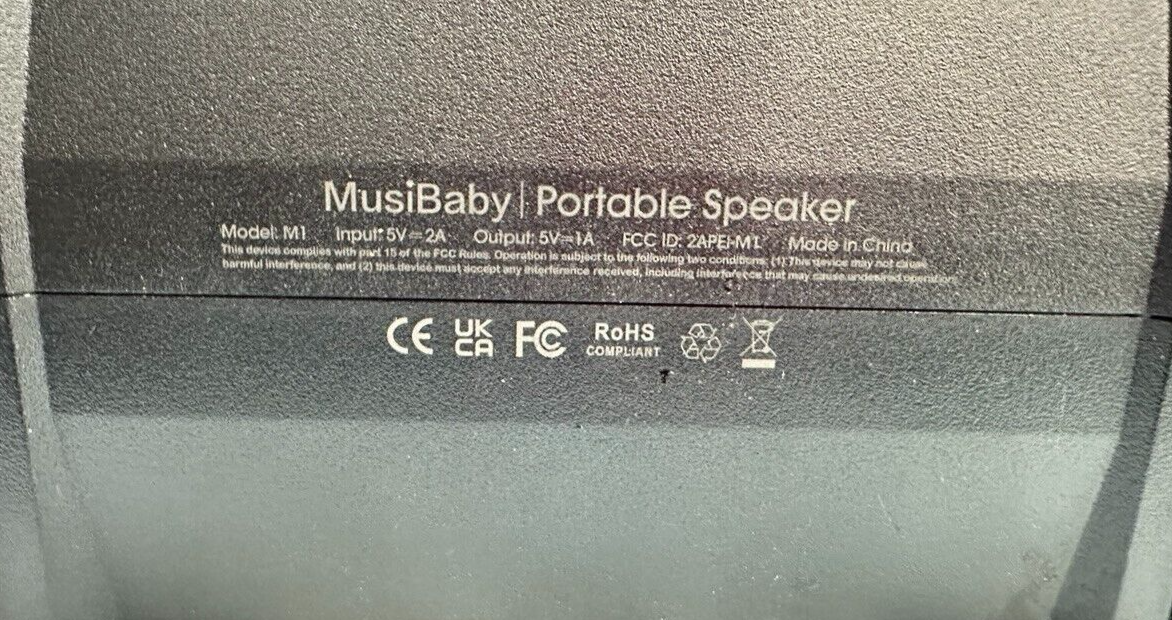 MusiBaby | Portable Speaker
Model: M1 Input: 5V⎓2A Output: 5V⎓1A FCC ID: 2APEI-M1 Made in China
This device complies with part 15 of the FCC Rules. Operation is subject to the following two conditions: (1) This device may not cause
harmful interference, and (2) this device must accept any interference received, including interference that may cause undesired operation.
CE UK CA FC RoHS COMPLIANT